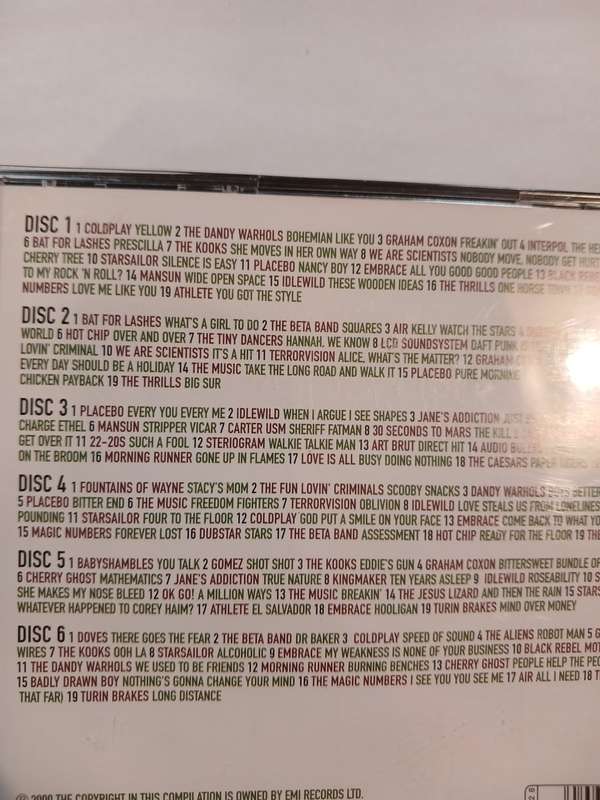 DISC 1 1 COLDPLAY YELLOW 2 THE DANDY WARHOLS BOHEMIAN LIKE YOU 3 GRAHAM COXON FREAKIN' OUT 4 INTERPOL THE
6 BAT FOR LASHES PRESCILLA 7 THE KOOKS SHE MOVES IN HER OWN WAY 8 WE ARE SCIENTISTS NOBODY MOVE, NOBODY GET HURT
CHERRY TREE 10 STARSAILOR SILENCE IS EASY 11 PLACEBO NANCY BOY 12 EMBRACE ALL YOU GOOD GOOD PEOPLE 13 BLACK
TO MY ROCK 'N ROLL? 14 MANSUN WIDE OPEN SPACE 15 IDLEWILD THESE WOODEN IDEAS 16 THE THRILLS ONE HORSE TOWN
NUMBERS LOVE ME LIKE YOU 19 ATHLETE YOU GOT THE STYLE
DISC 2 1 BAT FOR LASHES WHAT'S A GIRL TO DO 2 THE BETA BAND SQUARES 3 AIR KELLY WATCH THE STARS 4
WORLD 6 HOT CHIP OVER AND OVER 7 THE TINY DANCERS HANNAH, WE KNOW 8 LCD SOUNDSYSTEM DAFT PUNK IS
LOVIN' CRIMINAL 10 WE ARE SCIENTISTS IT'S A HIT 11 TERRORVISION ALICE, WHAT'S THE MATTER? 12 GRAHAM
EVERY DAY SHOULD BE A HOLIDAY 14 THE MUSIC TAKE THE LONG ROAD AND WALK IT 15 PLACEBO PURE MORNING
CHICKEN PAYBACK 19 THE THRILLS BIG SUR
DISC 3 1 PLACEBO EVERY YOU EVERY ME 2 IDLEWILD WHEN I ARGUE I SEE SHAPES 3 JANE'S ADDICTION JUST
CHARGE ETHEL 6 MANSUN STRIPPER VICAR 7 CARTER USM SHERIFF FATMAN 8 30 SECONDS TO MARS THE KILL
GET OVER IT 11 22-20S SUCH A FOOL 12 STERIOGRAM WALKIE TALKIE MAN 13 ART BRUT DIRECT HIT 14 AUDIO
ON THE BROOM 16 MORNING RUNNER GONE UP IN FLAMES 17 LOVE IS ALL BUSY DOING NOTHING 18 THE CAESARS PAPER
DISC 4 1 FOUNTAINS OF WAYNE STACY'S MOM 2 THE FUN LOVIN' CRIMINALS SCOOBY SNACKS 3 DANDY WARHOLS BOYS BETTER
5 PLACEBO BITTER END 6 THE MUSIC FREEDOM FIGHTERS 7 TERRORVISION OBLIVION 8 IDLEWILD LOVE STEALS US FROM LONELINESS
POUNDING 11 STARSAILOR FOUR TO THE FLOOR 12 COLDPLAY GOD PUT A SMILE ON YOUR FACE 13 EMBRACE COME BACK TO WHAT YO
15 MAGIC NUMBERS FOREVER LOST 16 DUBSTAR STARS 17 THE BETA BAND ASSESSMENT 18 HOT CHIP READY FOR THE FLOOR 19 THE
DISC 5 1 BABYSHAMBLES YOU TALK 2 GOMEZ SHOT SHOT 3 THE KOOKS EDDIE'S GUN 4 GRAHAM COXON BITTERSWEET BUNDLE OF
6 CHERRY GHOST MATHEMATICS 7 JANE'S ADDICTION TRUE NATURE 8 KINGMAKER TEN YEARS ASLEEP 9 IDLEWILD ROSEABILITY 10 S
SHE MAKES MY NOSE BLEED 12 OK GO! A MILLION WAYS 13 THE MUSIC BREAKIN' 14 THE JESUS LIZARD AND THEN THE RAIN 15 STARS
WHATEVER HAPPENED TO COREY HAIM? 17 ATHLETE EL SALVADOR 18 EMBRACE HOOLIGAN 19 TURIN BRAKES MIND OVER MONEY
DISC 6 1 DOVES THERE GOES THE FEAR 2 THE BETA BAND DR BAKER 3 COLDPLAY SPEED OF SOUND 4 THE ALIENS ROBOT MAN 5 G
WIRES 7 THE KOOKS OOH LA 8 STARSAILOR ALCOHOLIC 9 EMBRACE MY WEAKNESS IS NONE OF YOUR BUSINESS 10 BLACK REBEL MOT
11 THE DANDY WARHOLS WE USED TO BE FRIENDS 12 MORNING RUNNER BURNING BENCHES 13 CHERRY GHOST PEOPLE HELP THE PEO
15 BADLY DRAWN BOY NOTHING'S GONNA CHANGE YOUR MIND 16 THE MAGIC NUMBERS I SEE YOU YOU SEE ME 17 AIR ALL I NEED 18 T
THAT FAR) 19 TURIN BRAKES LONG DISTANCE
THE COPYRIGHT IN THIS COMPILATION IS OWNED BY EMI RECORDS LTD.